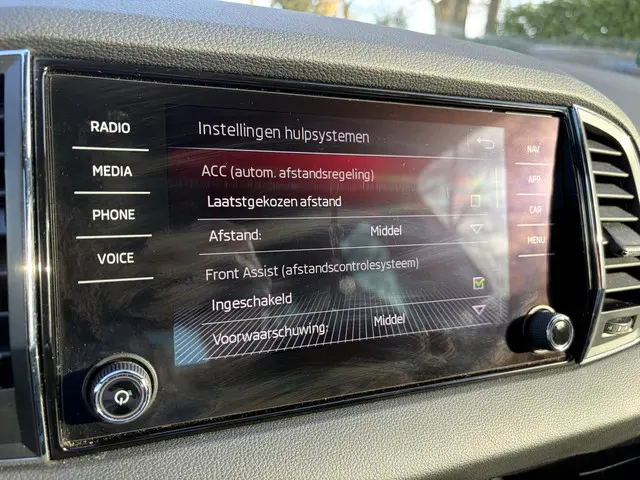 RADIO
MEDIA
PHONE
VOICE
Instellingen hulpsystemen
ACC (autom. afstandsregeling)
Laatstgekozen afstand
Afstand: Middel
Front Assist (afstandscontrolesysteem)
Ingeschakeld
Voorwaarschuwing: Middel
NAV
APP
CAR
MENU